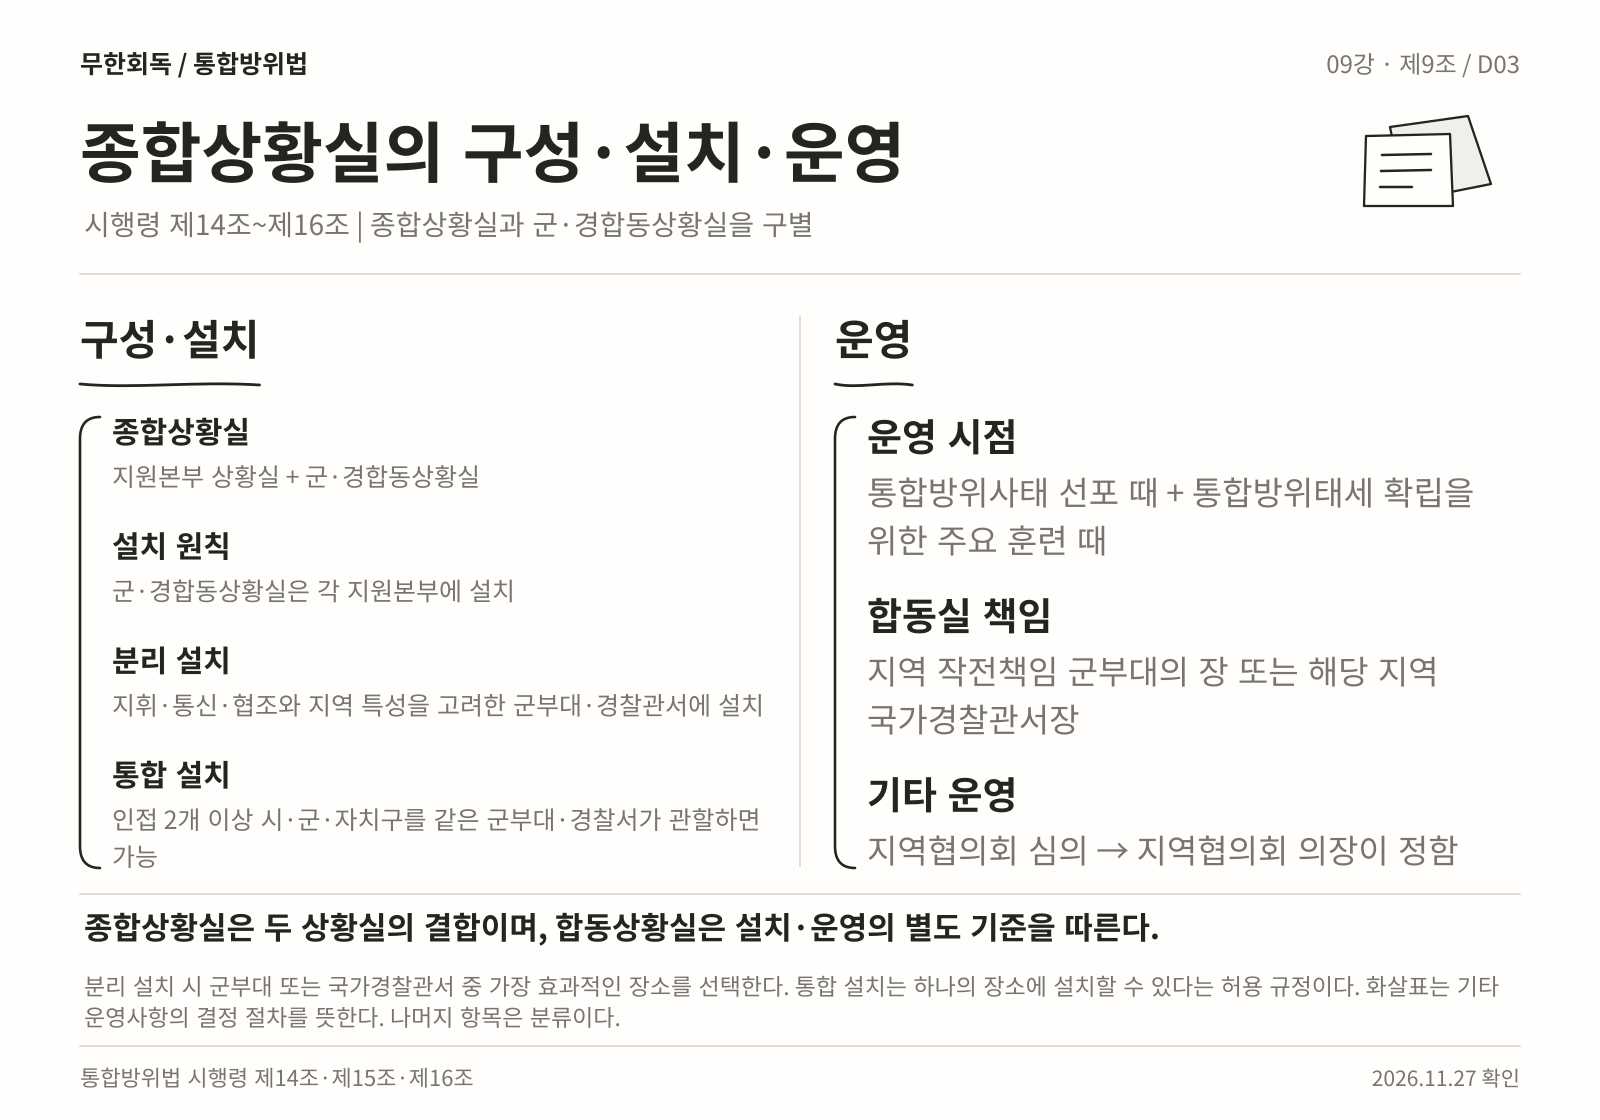 무한회독 / 통합방위법
09강 · 제9조 / D03
종합상황실의 구성·설치·운영
시행령 제14조~제16조 | 종합상황실과 군·경합동상황실을 구별
구성·설치
종합상황실
지원본부 상황실 + 군·경합동상황실
설치 원칙
군·경합동상황실은 각 지원본부에 설치
분리 설치
지휘·통신·협조와 지역 특성을 고려한 군부대·경찰관서에 설치
통합 설치
인접 2개 이상 시·군·자치구를 같은 군부대·경찰서가 관할하면
가능
운영
운영 시점
통합방위사태 선포 때 + 통합방위태세 확립을
위한 주요 훈련 때
합동실 책임
지역 작전책임 군부대의 장 또는 해당 지역
국가경찰관서장
기타 운영
지역협의회 심의 → 지역협의회 의장이 정함
종합상황실은 두 상황실의 결합이며, 합동상황실은 설치·운영의 별도 기준을 따른다.
분리 설치 시 군부대 또는 국가경찰관서 중 가장 효과적인 장소를 선택한다. 통합 설치는 하나의 장소에 설치할 수 있다는 허용 규정이다. 화살표는 기타
운영사항의 결정 절차를 뜻한다. 나머지 항목은 분류이다.
통합방위법 시행령 제14조·제15조·제16조
2026.11.27 확인